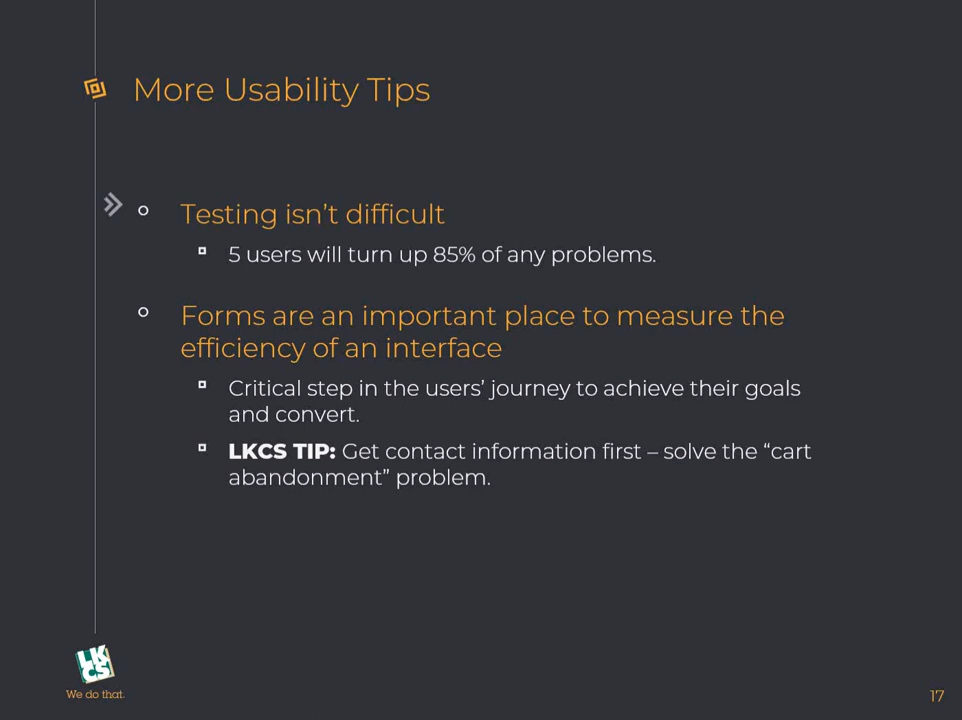 More Usability Tips
Testing isn't difficult
5 users will turn up 85% of any problems.
Forms are an important place to measure the
efficiency of an interface
Critical step in the users' journey to achieve their goals
and convert.
LKCS TIP: Get contact information first – solve the “cart
abandonment” problem.
LK
CS
We do that.
17